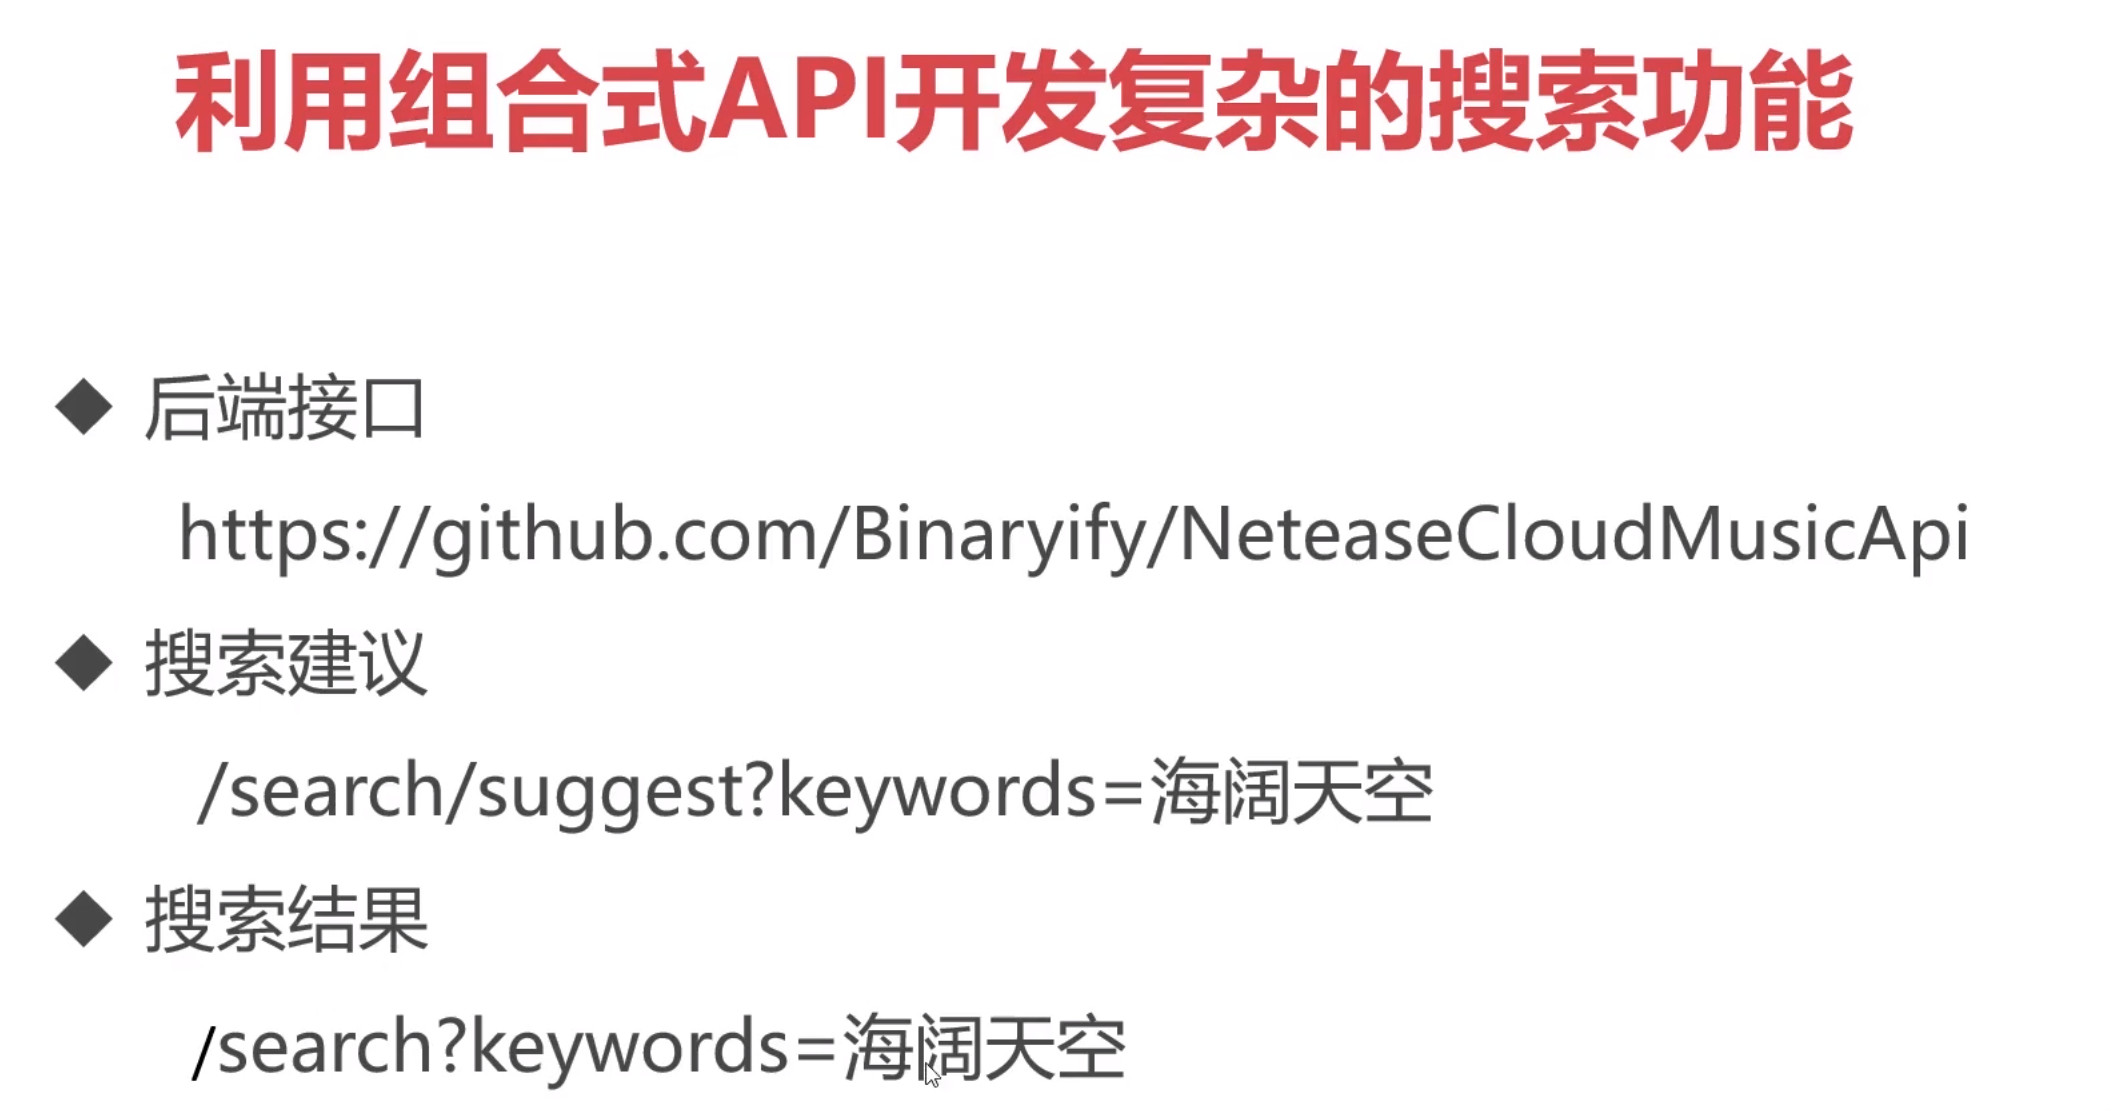 利用组合式API开发复杂的搜索功能
◆ 后端接口
https://github.com/Binaryify/NeteaseCloudMusicApi
◆ 搜索建议
/search/suggest?keywords=海阔天空
◆ 搜索结果
/search?keywords=海阔天空